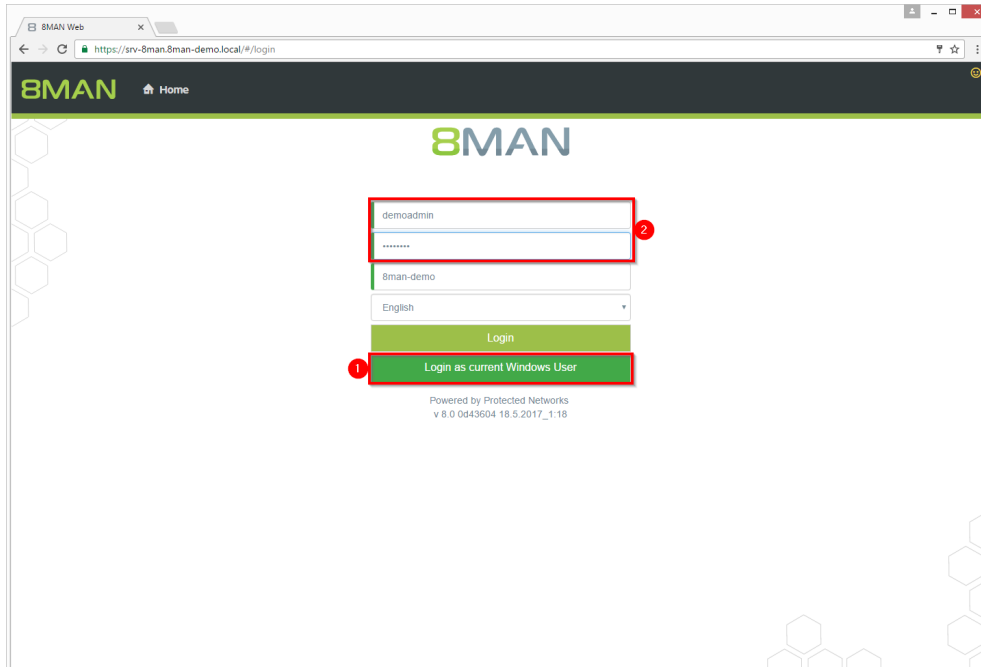 8MAN Web
https://srv-8man.8man-demo.local/#/login
8MAN Home
8MAN
demoadmin
••••••••
2
8man-demo
English
Login
1
Login as current Windows User
Powered by Protected Networks
v 8.0 0d43604 18.5.2017_1:18